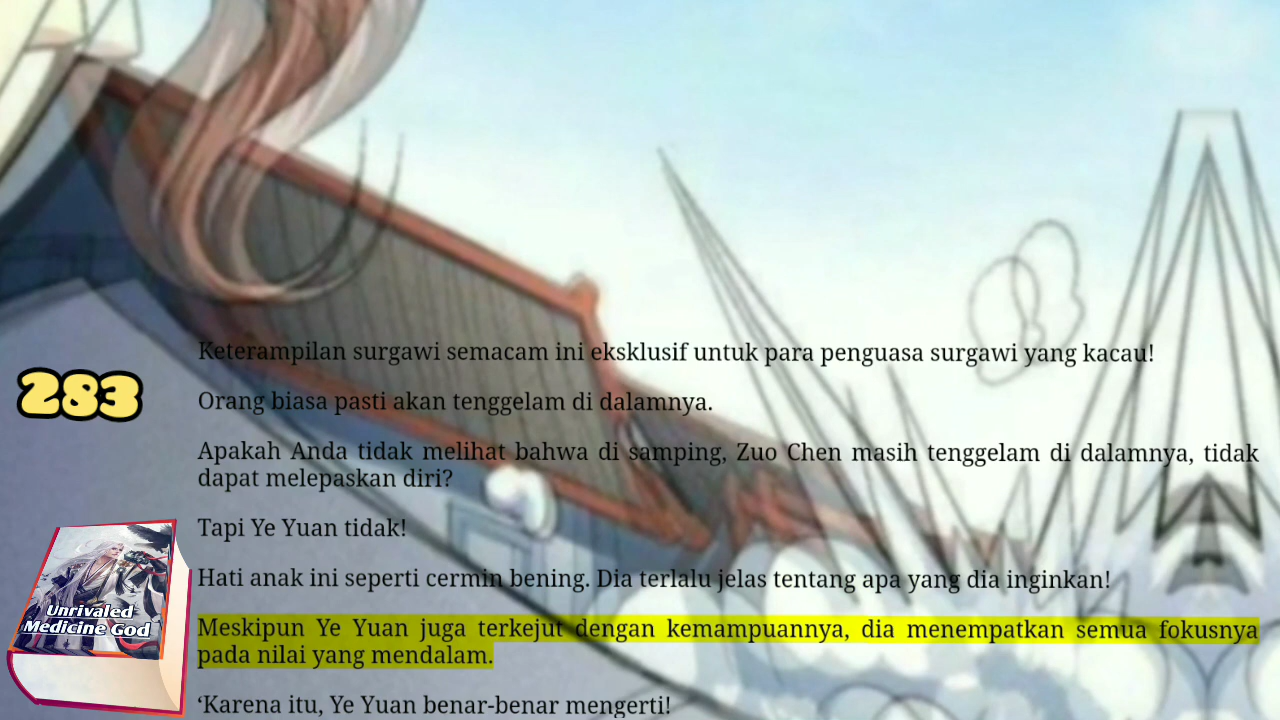 Keterampilan surgawi semacam ini eksklusif untuk para penguasa surgawi yang kacau!
283
Orang biasa pasti akan tenggelam di dalamnya.
Apakah Anda tidak melihat bahwa di samping, Zuo Chen masih tenggelam di dalamnya, tidak
dapat melepaskan diri?
Tapi Ye Yuan tidak!
Hati anak ini seperti cermin bening. Dia terlalu jelas tentang apa yang dia inginkan!
Unrivaled
Medicine God
Meskipun Ye Yuan juga terkejut dengan kemampuannya, dia menempatkan semua fokusnya
pada nilai yang mendalam.
‘Karena itu, Ye Yuan benar-benar mengerti!